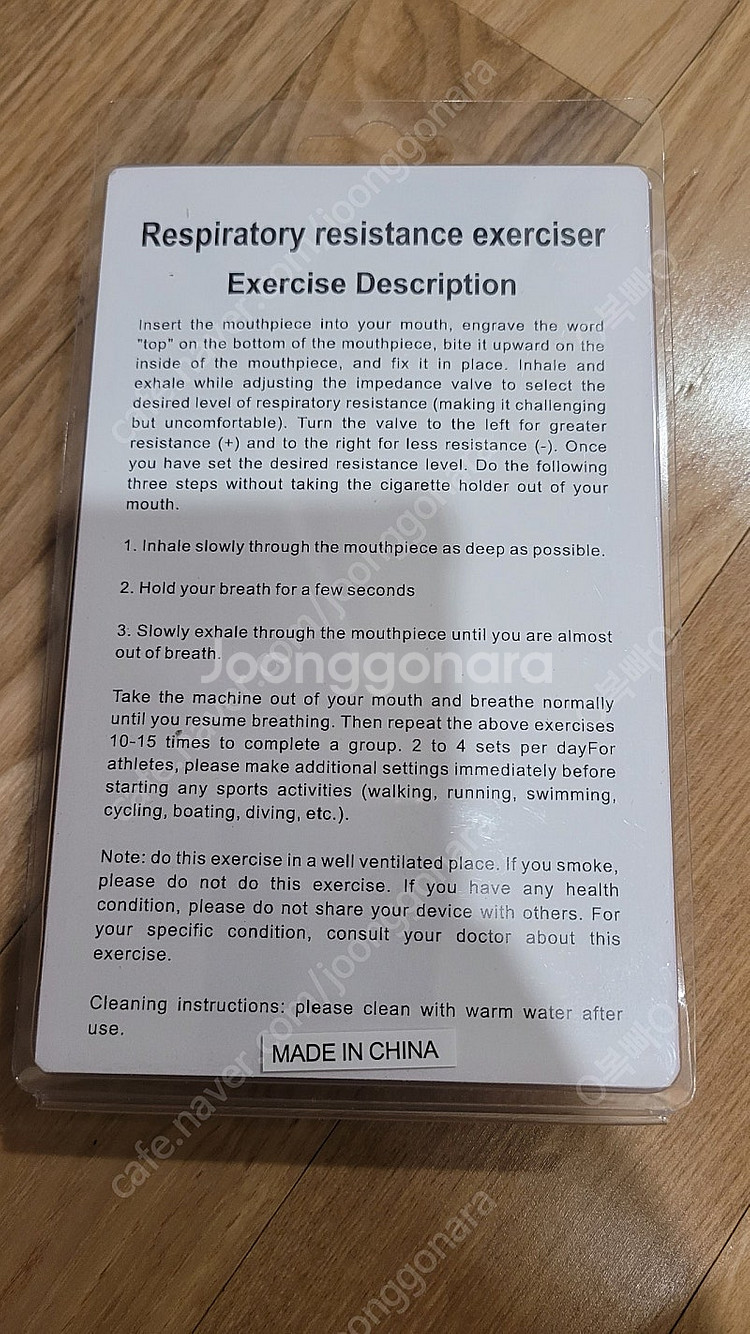 Respiratory resistance exerciser
Exercise Description
Insert the mouthpiece into your mouth, engrave the word
"top" on the bottom of the mouthpiece, bite it upward on the
inside of the mouthpiece, and fix it in place. Inhale and
exhale while adjusting the impedance valve to select the
desired level of respiratory resistance (making it challenging
but uncomfortable). Turn the valve to the left for greater
resistance (+) and to the right for less resistance (-). Once
you have set the desired resistance level. Do the following
three steps without taking the cigarette holder out of your
mouth.
1. Inhale slowly through the mouthpiece as deep as possible.
2. Hold your breath for a few seconds
3. Slowly exhale through the mouthpiece until you are almost
out of breath.
Joonggonara
Take the machine out of your mouth and breathe normally
until you resume breathing. Then repeat the above exercises
10-15 times to complete a group. 2 to 4 sets per dayFor
athletes, please make additional settings immediately before
starting any sports activities (walking, running, swimming,
cycling, boating, diving, etc.).
Note: do this exercise in a well ventilated place. If you smoke,
please do not do this exercise. If you have any health
condition, please do not share your device with others. For
your specific condition, consult your doctor about this
exercise.
Cleaning instructions: please clean with warm water after
use.
MADE IN CHINA
cafe.naver.com/joonggonara